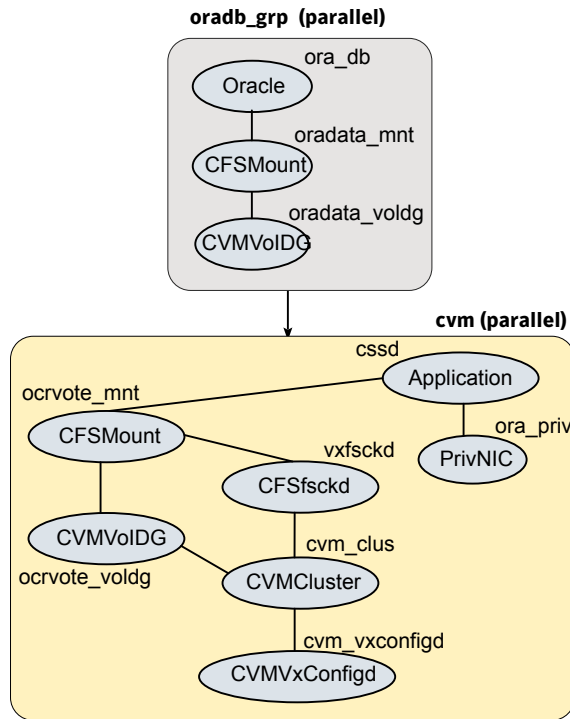 oradb_grp (parallel)
ora_db
Oracle
oradata_mnt
CFSMount
oradata_voldg
CVMVolDG
cvm (parallel)
cssd
Application
ocrvote_mnt
CFSMount
ora_priv
PrivNIC
vxfsckd
CFSfsckd
CVMVolDG
ocrvote_voldg
cvm_clus
CVMCluster
cvm_vxconfigd
CVMVxConfigd